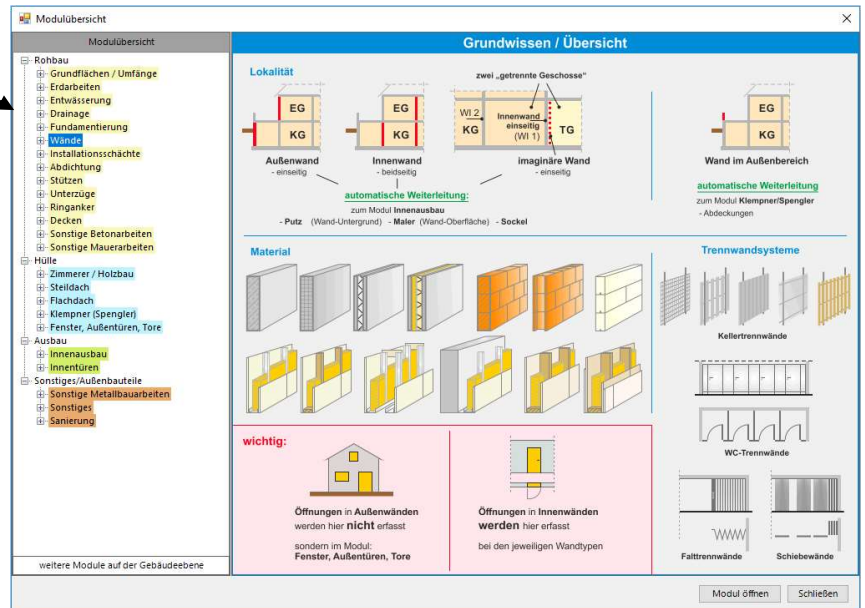 Modulübersicht
Modulübersicht
Rohbau
Grundflächen / Umfänge
Erdarbeiten
Entwässerung
Drainage
Fundamentierung
Wände
Installationsschächte
Abdichtung
Stützen
Unterzüge
Ringanker
Decken
Sonstige Betonarbeiten
Sonstige Mauerarbeiten
Hülle
Zimmerer / Holzbau
Steildach
Flachdach
Klempner (Spengler)
Fenster, Außentüren, Tore
Ausbau
Innenausbau
Innentüren
Sonstiges/Außenbauteile
Sonstige Metallbauarbeiten
Sonstiges
Sanierung
weitere Module auf der Gebäudeebene
Grundwissen / Übersicht
Lokalität
zwei „getrennte Geschosse“
EG
KG
EG
KG
WI 2
KG
Innenwand
einseitig
(WI 1)
TG
EG
KG
Außenwand
- einseitig
Innenwand
- beidseitig
imaginäre Wand
- einseitig
Wand im Außenbereich
automatische Weiterleitung:
zum Modul Innenausbau
- Putz (Wand-Untergrund) - Maler (Wand-Oberfläche) - Sockel
automatische Weiterleitung
zum Modul Klempner/Spengler
- Abdeckungen
Material
Trennwandsysteme
Kellertrennwände
WC-Trennwände
Falttrennwände
Schiebewände
wichtig:
Öffnungen in Außenwänden
werden hier nicht erfasst
sondern im Modul:
Fenster, Außentüren, Tore
Öffnungen in Innenwänden
werden hier erfasst
bei den jeweiligen Wandtypen
Modul öffnen
Schließen